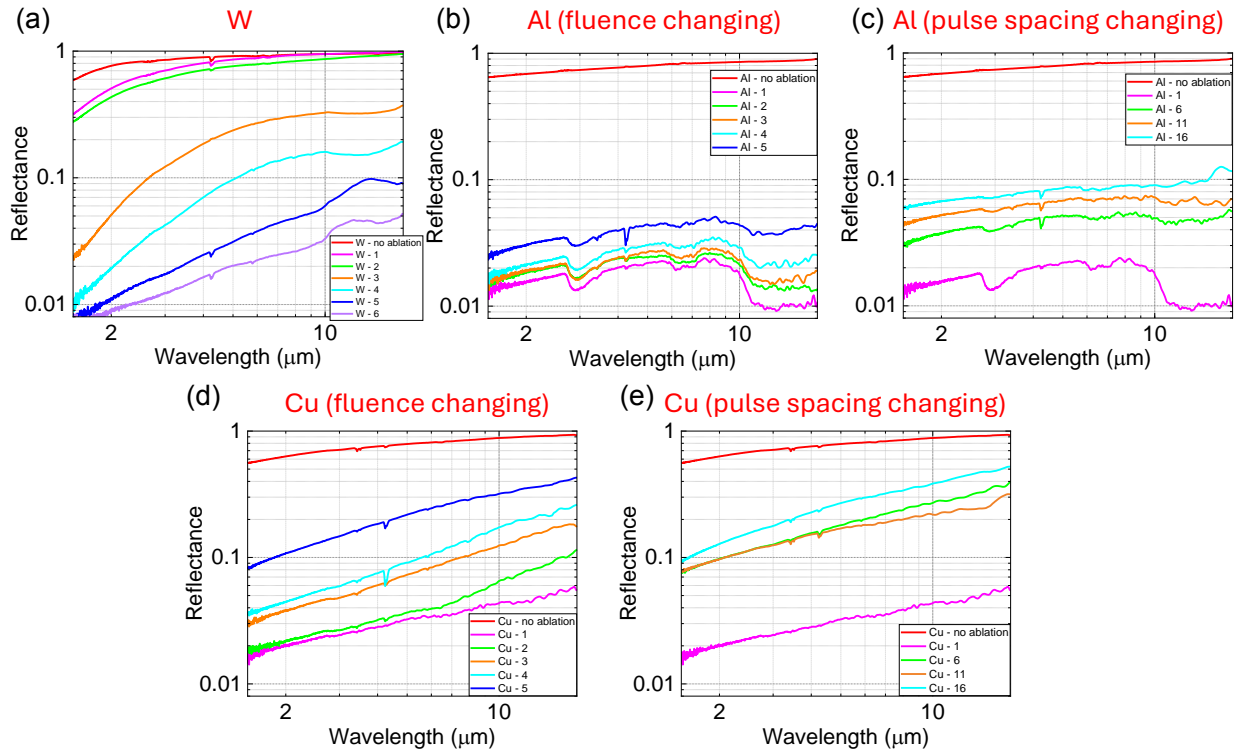 (a)
W
1
0.1
0.01
Reflectance
2
10
Wavelength (μm)
W - no ablation
W - 1
W - 2
W - 3
W - 4
W - 5
W - 6
(b)
Al (fluence changing)
1
0.1
0.01
Reflectance
2
10
Wavelength (μm)
Al - no ablation
Al - 1
Al - 2
Al - 3
Al - 4
Al - 5
(c)
Al (pulse spacing changing)
1
0.1
0.01
Reflectance
2
10
Wavelength (μm)
Al - no ablation
Al - 1
Al - 6
Al - 11
Al - 16
(d)
Cu (fluence changing)
1
0.1
0.01
Reflectance
2
10
Wavelength (μm)
Cu - no ablation
Cu - 1
Cu - 2
Cu - 3
Cu - 4
Cu - 5
(e)
Cu (pulse spacing changing)
1
0.1
0.01
Reflectance
2
10
Wavelength (μm)
Cu - no ablation
Cu - 1
Cu - 6
Cu - 11
Cu - 16